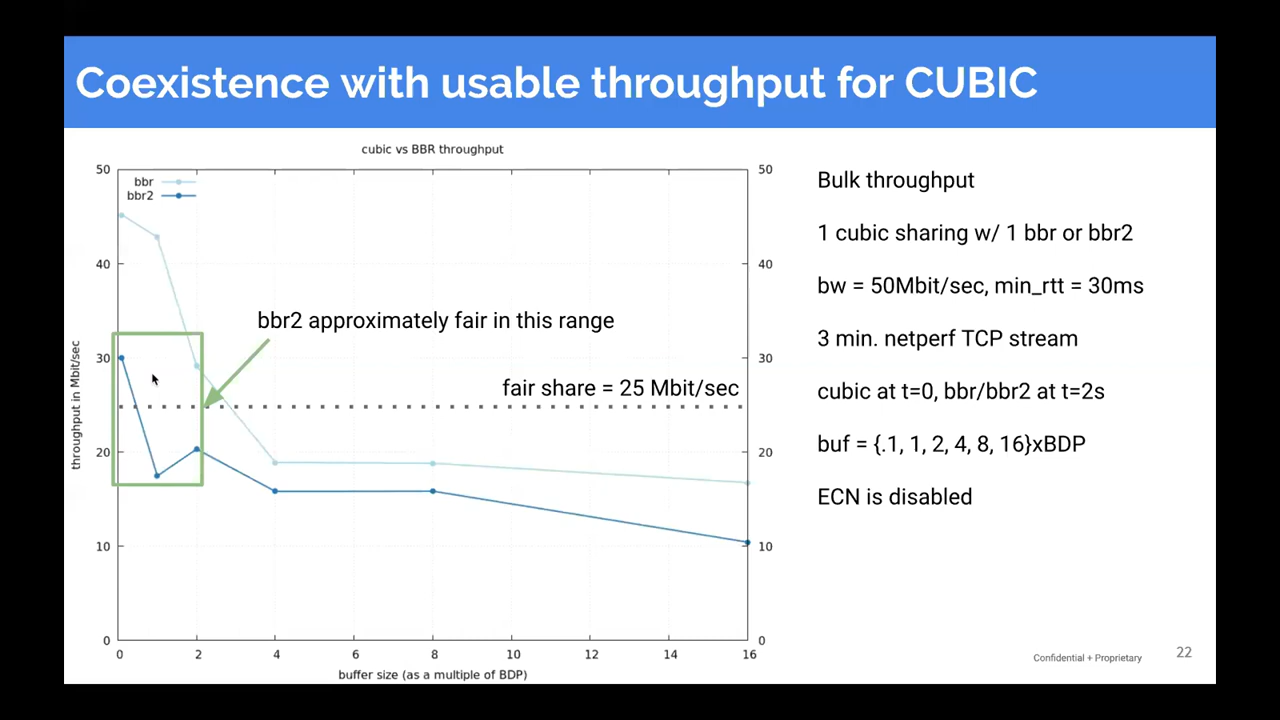 Coexistence with usable throughput for CUBIC
cubic vs BBR throughput
bbr
bbr2
50
40
30
20
10
0
50
40
30
20
10
0
throughput in Mbit/sec
bbr2 approximately fair in this range
fair share = 25 Mbit/sec
0 2 4 6 8 10 12 14 16
buffer size (as a multiple of BDP)
Bulk throughput
1 cubic sharing w/ 1 bbr or bbr2
bw = 50Mbit/sec, min_rtt = 30ms
3 min. netperf TCP stream
cubic at t=0, bbr/bbr2 at t=2s
buf = {.1, 1, 2, 4, 8, 16}xBDP
ECN is disabled
Confidential + Proprietary
22